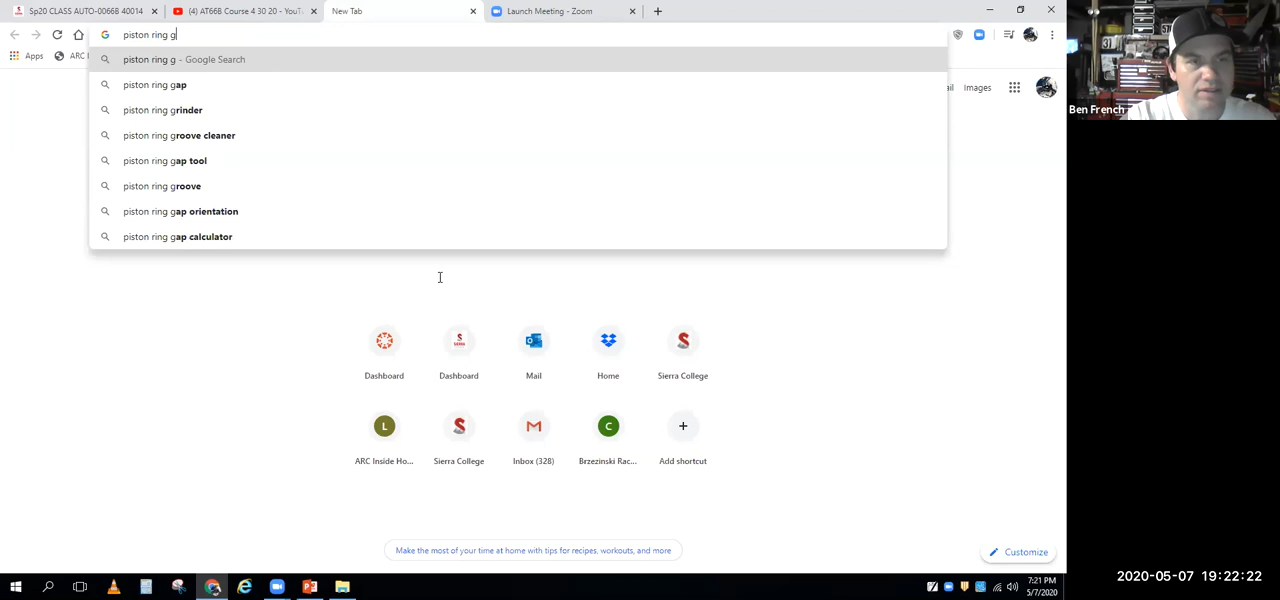 Sp20 CLASS AUTO-0066B 40014
(4) AT66B Course 4 30 20 - YouTu
New Tab
Launch Meeting - Zoom
piston ring g
Apps
ARC I
piston ring g - Google Search
piston ring gap
piston ring grinder
piston ring groove cleaner
piston ring gap tool
piston ring groove
piston ring gap orientation
piston ring gap calculator
ail
Images
Ben French
Dashboard
Dashboard
Mail
Home
Sierra College
L
C
ARC Inside Ho...
Sierra College
Inbox (328)
Brzezinski Rac...
Add shortcut
Make the most of your time at home with tips for recipes, workouts, and more
Customize
7:21 PM
5/7/2020
2020-05-07 19:22:22